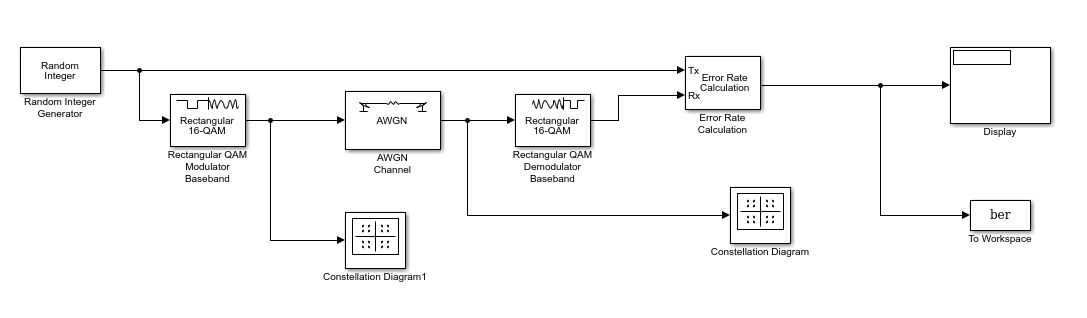 Random
Integer
Random Integer
Generator
Rectangular
16-QAM
Rectangular QAM
Modulator
Baseband
AWGN
AWGN
Channel
Rectangular
16-QAM
Rectangular QAM
Demodulator
Baseband
Tx
Rx
Error Rate
Calculation
Error Rate
Calculation
Display
Constellation Diagram1
Constellation Diagram
ber
To Workspace